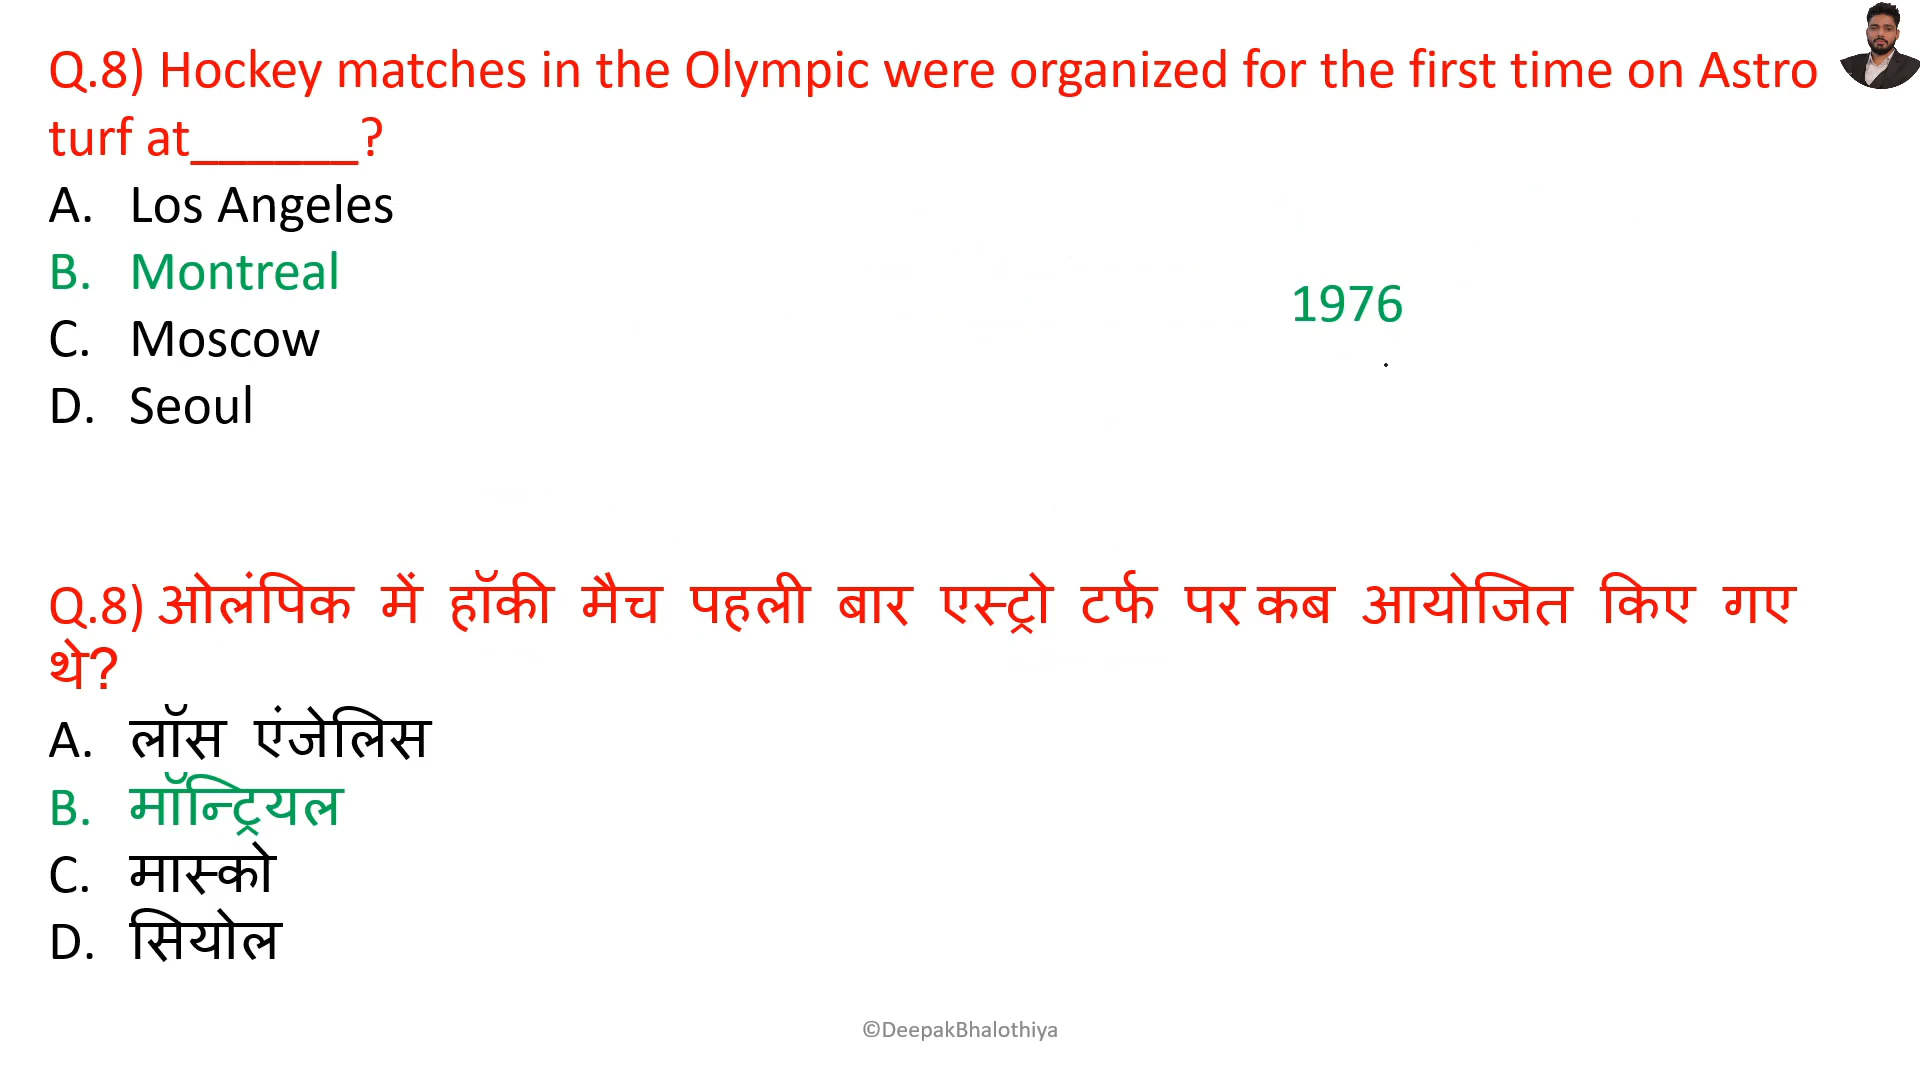 Q.8) Hockey matches in the Olympic were organized for the first time on Astro
turf at______?
A. Los Angeles
B. Montreal
1976
C. Moscow
D. Seoul
Q.8) ओलंपिक में हॉकी मैच पहली बार एस्ट्रो टर्फ पर कब आयोजित किए गए
थे?
A. लॉस एंजेलिस
B. मॉन्ट्रियल
C. मास्को
D. सियोल
©DeepakBhalothiya